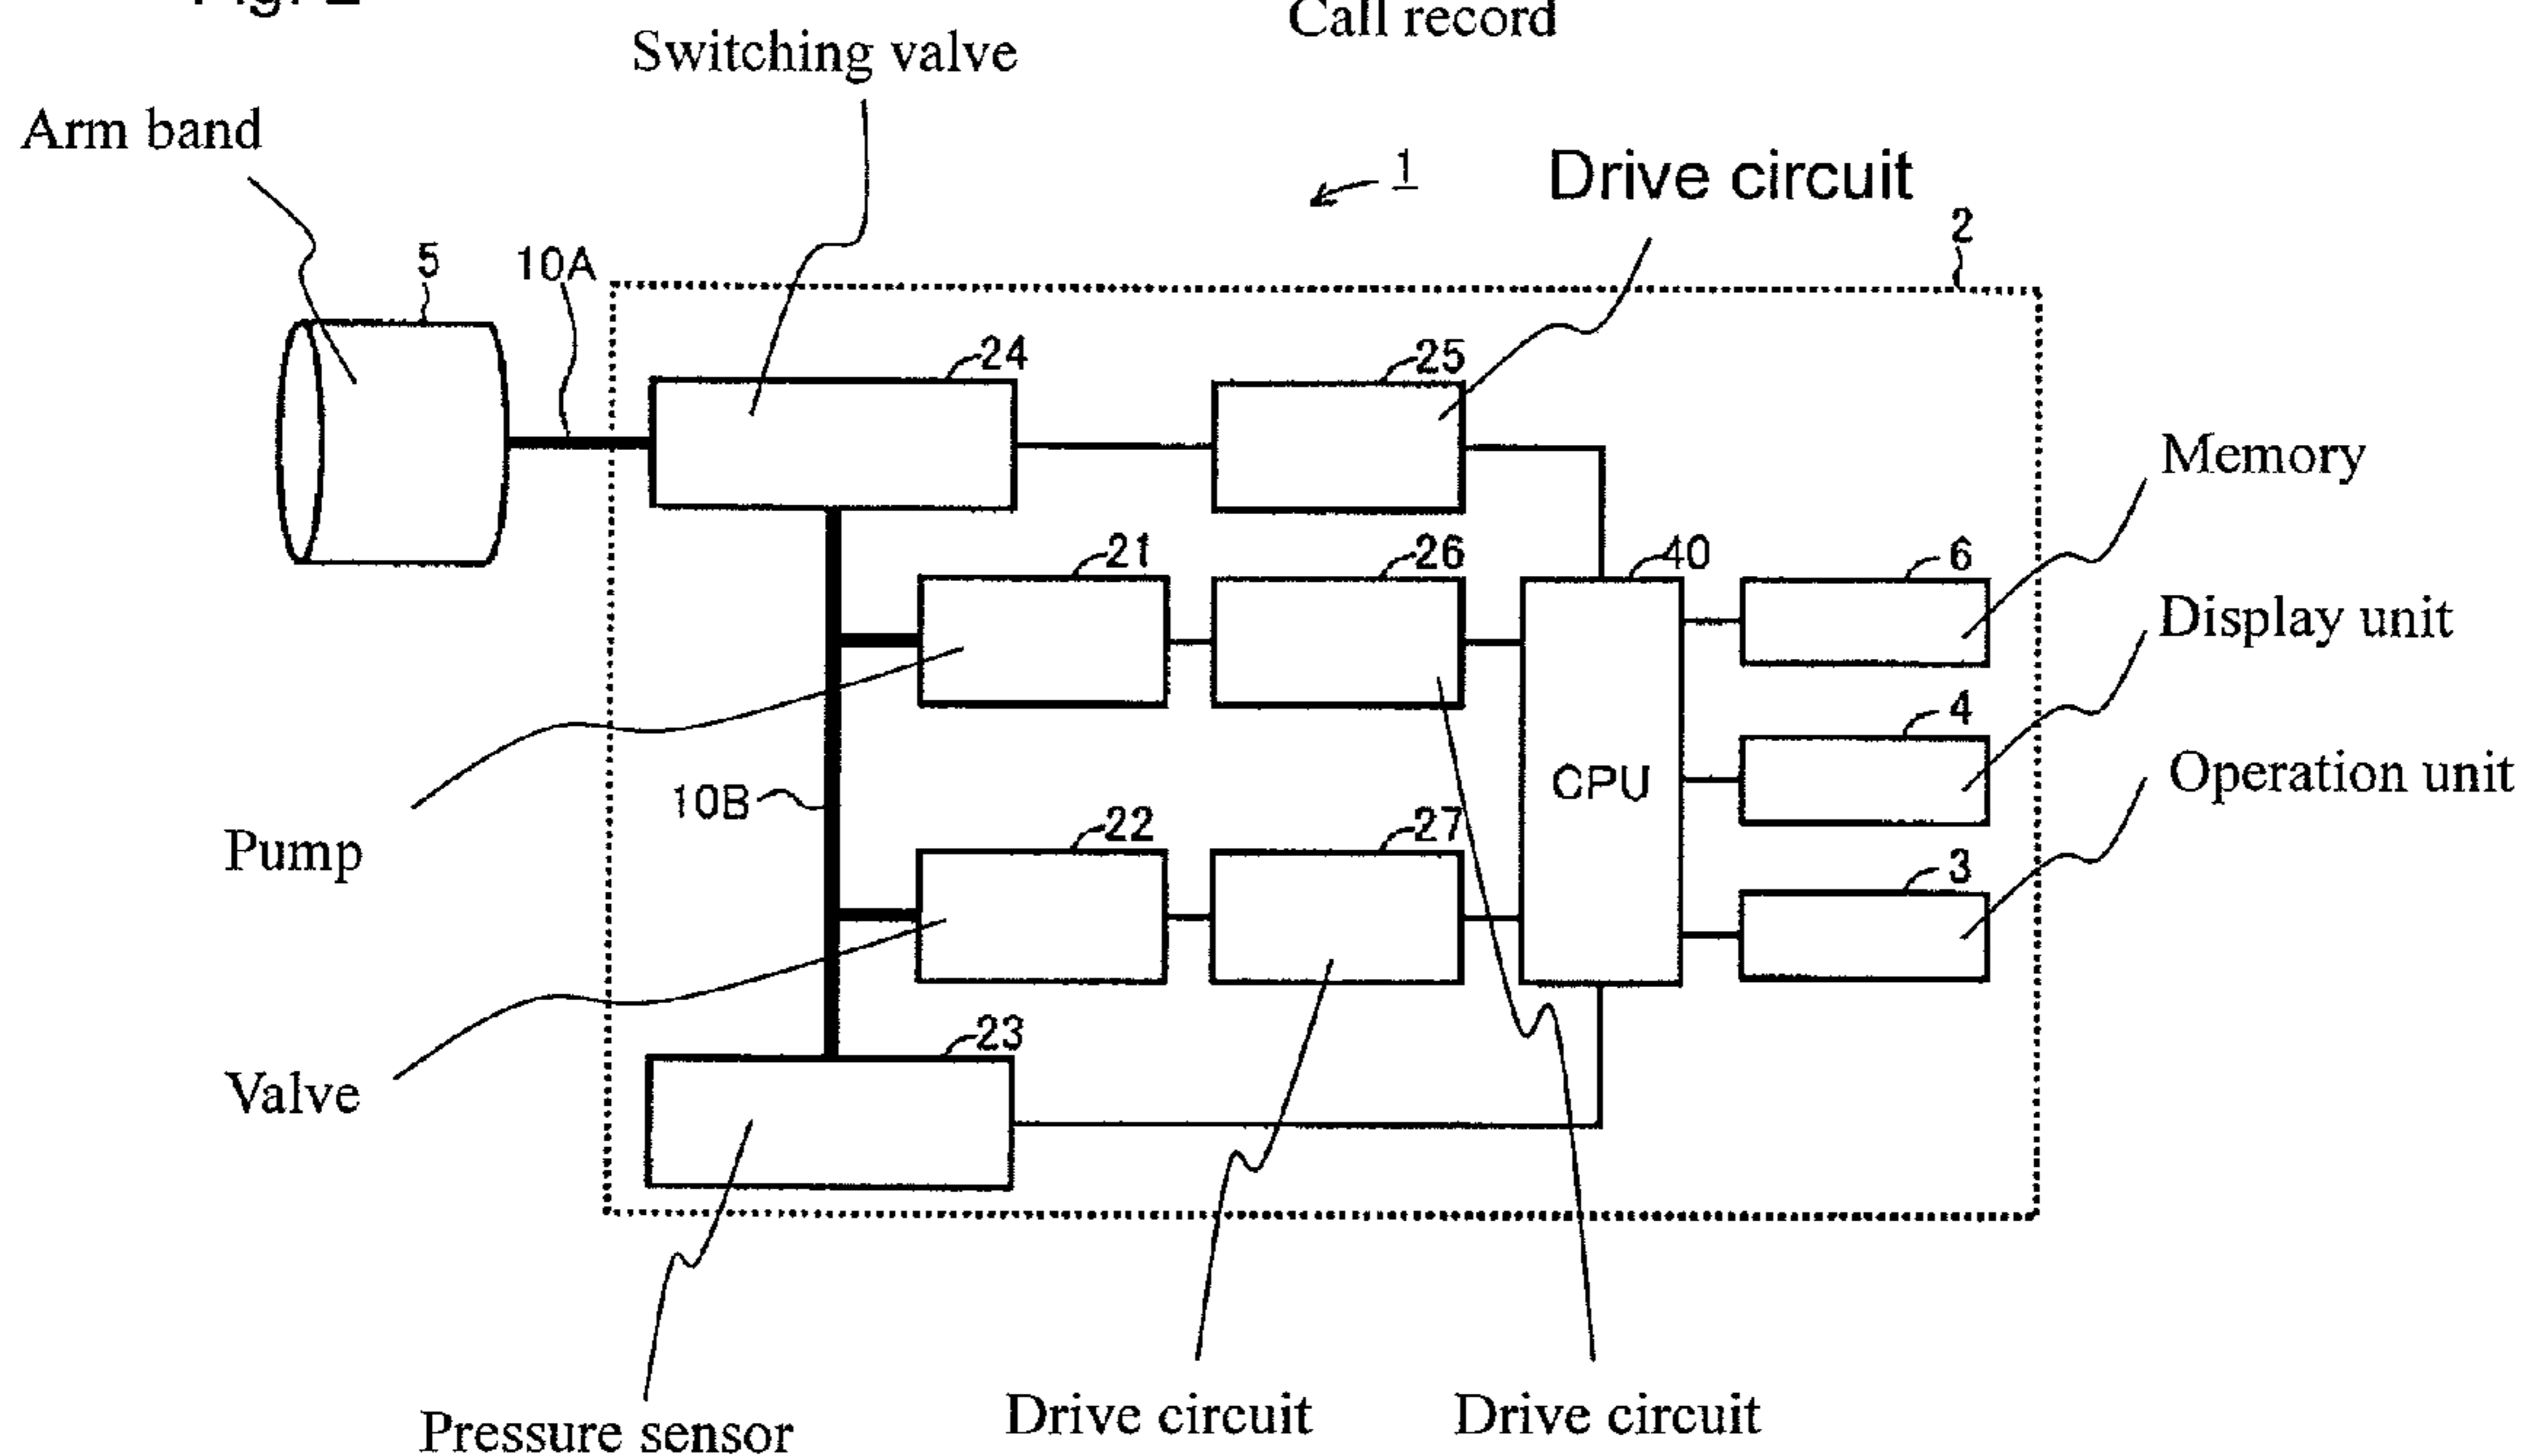 Fig. 2
Call record
Switching valve
Arm band
1
Drive circuit
2
5
10A
24
25
Memory
21
26
40
6
Display unit
4
Operation unit
CPU
10B
Pump
22
27
3
23
Valve
Pressure sensor
Drive circuit
Drive circuit